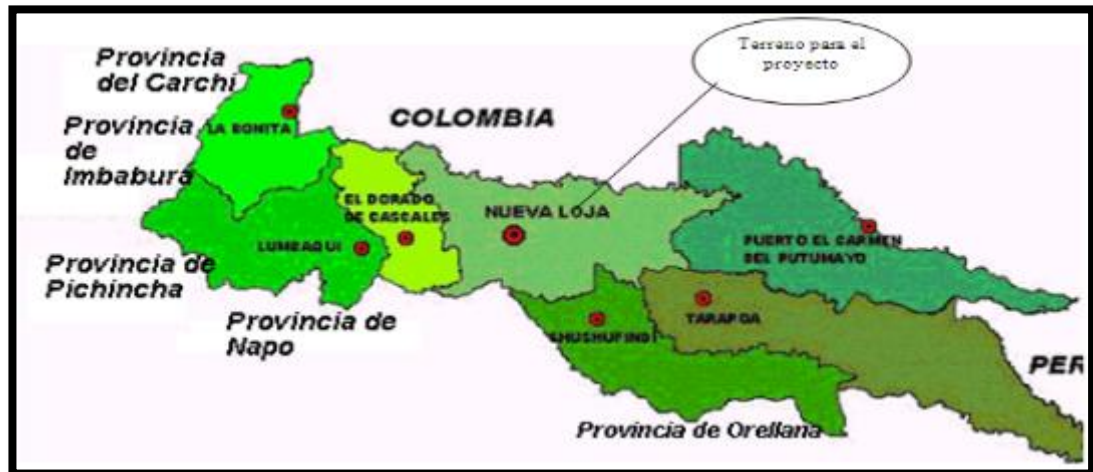 Provincia
del Carchi
Terreno para el
proyecto
COLOMBIA
LA BONITA
Provincia
de
Imbabura
EL DORADO
DE CASCALES
NUEVA LOJA
LUMBAQUI
PUERTO EL CARMEN
DEL PUTUMAYO
Provincia de
Pichincha
Provincia de
Napo
TARAPOA
SHUSHUFINDI
PER
Provincia de Orellana